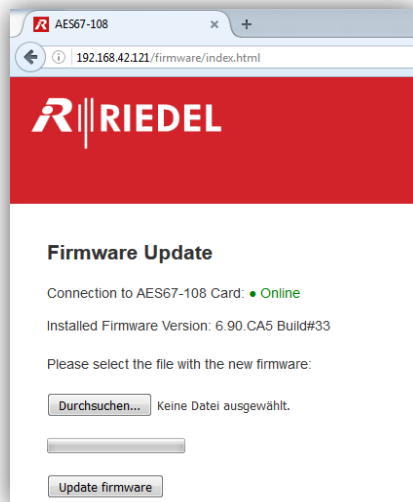 AES67-108
192.168.42.121/firmware/index.html
RIEDEL
Firmware Update
Connection to AES67-108 Card: ● Online
Installed Firmware Version: 6.90.CA5 Build#33
Please select the file with the new firmware:
Durchsuchen... Keine Datei ausgewählt.
Update firmware